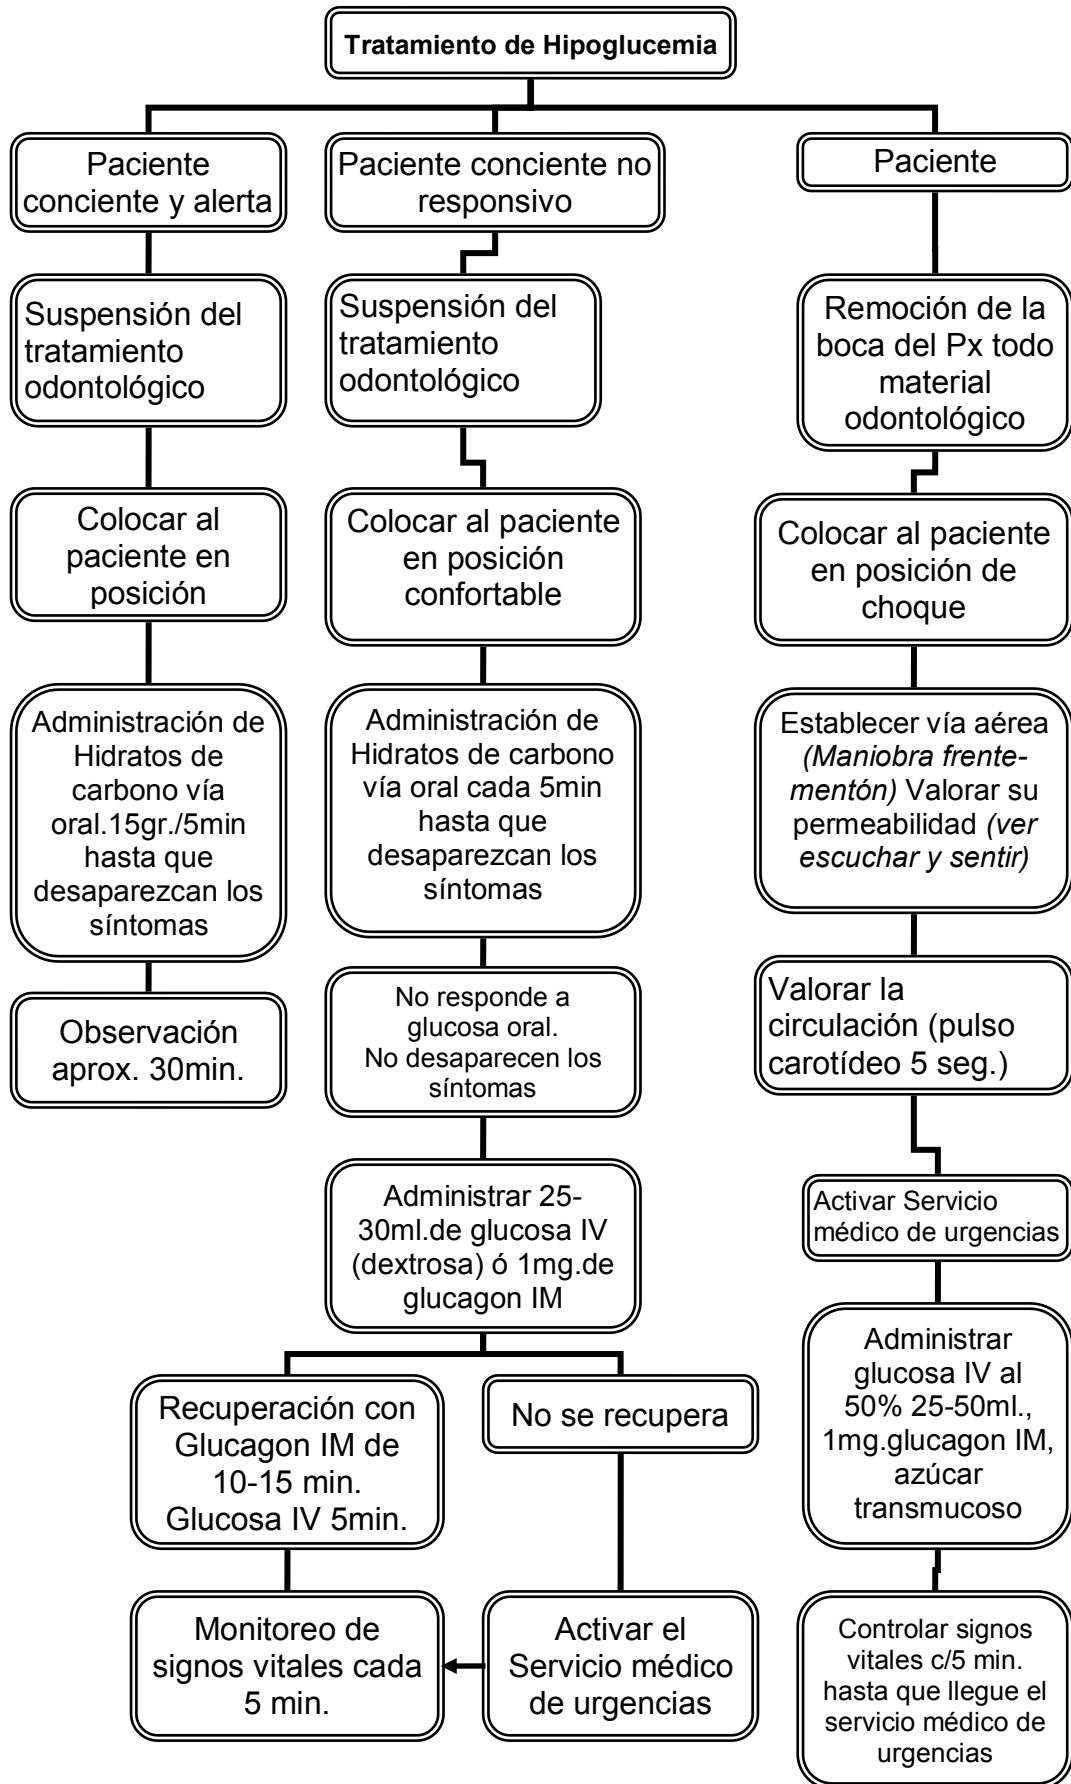 Tratamiento de Hipoglucemia
Paciente
conciente y alerta
Suspensión del
tratamiento
odontológico
Colocar al
paciente en
posición
Administración de
Hidratos de
carbono vía
oral.15gr./5min
hasta que
desaparezcan los
síntomas
Observación
aprox. 30min.
Paciente conciente no
responsivo
Suspensión del
tratamiento
odontológico
Colocar al paciente
en posición
confortable
Administración de
Hidratos de carbono
vía oral cada 5min
hasta que
desaparezcan los
síntomas
No responde a
glucosa oral.
No desaparecen los
síntomas
Administrar 25-
30ml.de glucosa IV
(dextrosa) ó 1mg.de
glucagon IM
Recuperación con
Glucagon IM de
10-15 min.
Glucosa IV 5min.
Monitoreo de
signos vitales cada
5 min.
No se recupera
Activar el
Servicio médico
de urgencias
Paciente
Remoción de la
boca del Px todo
material
odontológico
Colocar al paciente
en posición de
choque
Establecer vía aérea
(Maniobra frente-
mentón) Valorar su
permeabilidad (ver
escuchar y sentir)
Valorar la
circulación (pulso
carotídeo 5 seg.)
Activar Servicio
médico de urgencias
Administrar
glucosa IV al
50% 25-50ml.,
1mg.glucagon IM,
azúcar
transmucoso
Controlar signos
vitales c/5 min.
hasta que llegue el
servicio médico de
urgencias